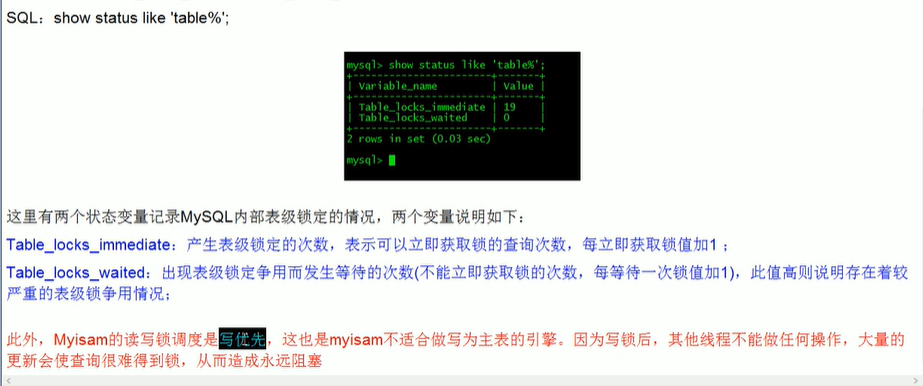 SQL：show status like 'table%';
mysql> show status like 'table%';
+-----------------------+-------+
| Variable_name | Value |
+-----------------------+-------+
| Table_locks_immediate | 19 |
| Table_locks_waited | 0 |
+-----------------------+-------+
2 rows in set (0.03 sec)
mysql>
这里有两个状态变量记录MySQL内部表级锁定的情况，两个变量说明如下：
Table_locks_immediate：产生表级锁定的次数，表示可以立即获取锁的查询次数，每立即获取锁值加1 ；
Table_locks_waited：出现表级锁定争用而发生等待的次数(不能立即获取锁的次数，每等待一次锁值加1)，此值高则说明存在着较
严重的表级锁争用情况；
此外，Myisam的读写锁调度是写优先，这也是myisam不适合做写为主表的引擎。因为写锁后，其他线程不能做任何操作，大量的
更新会使查询很难得到锁，从而造成永远阻塞